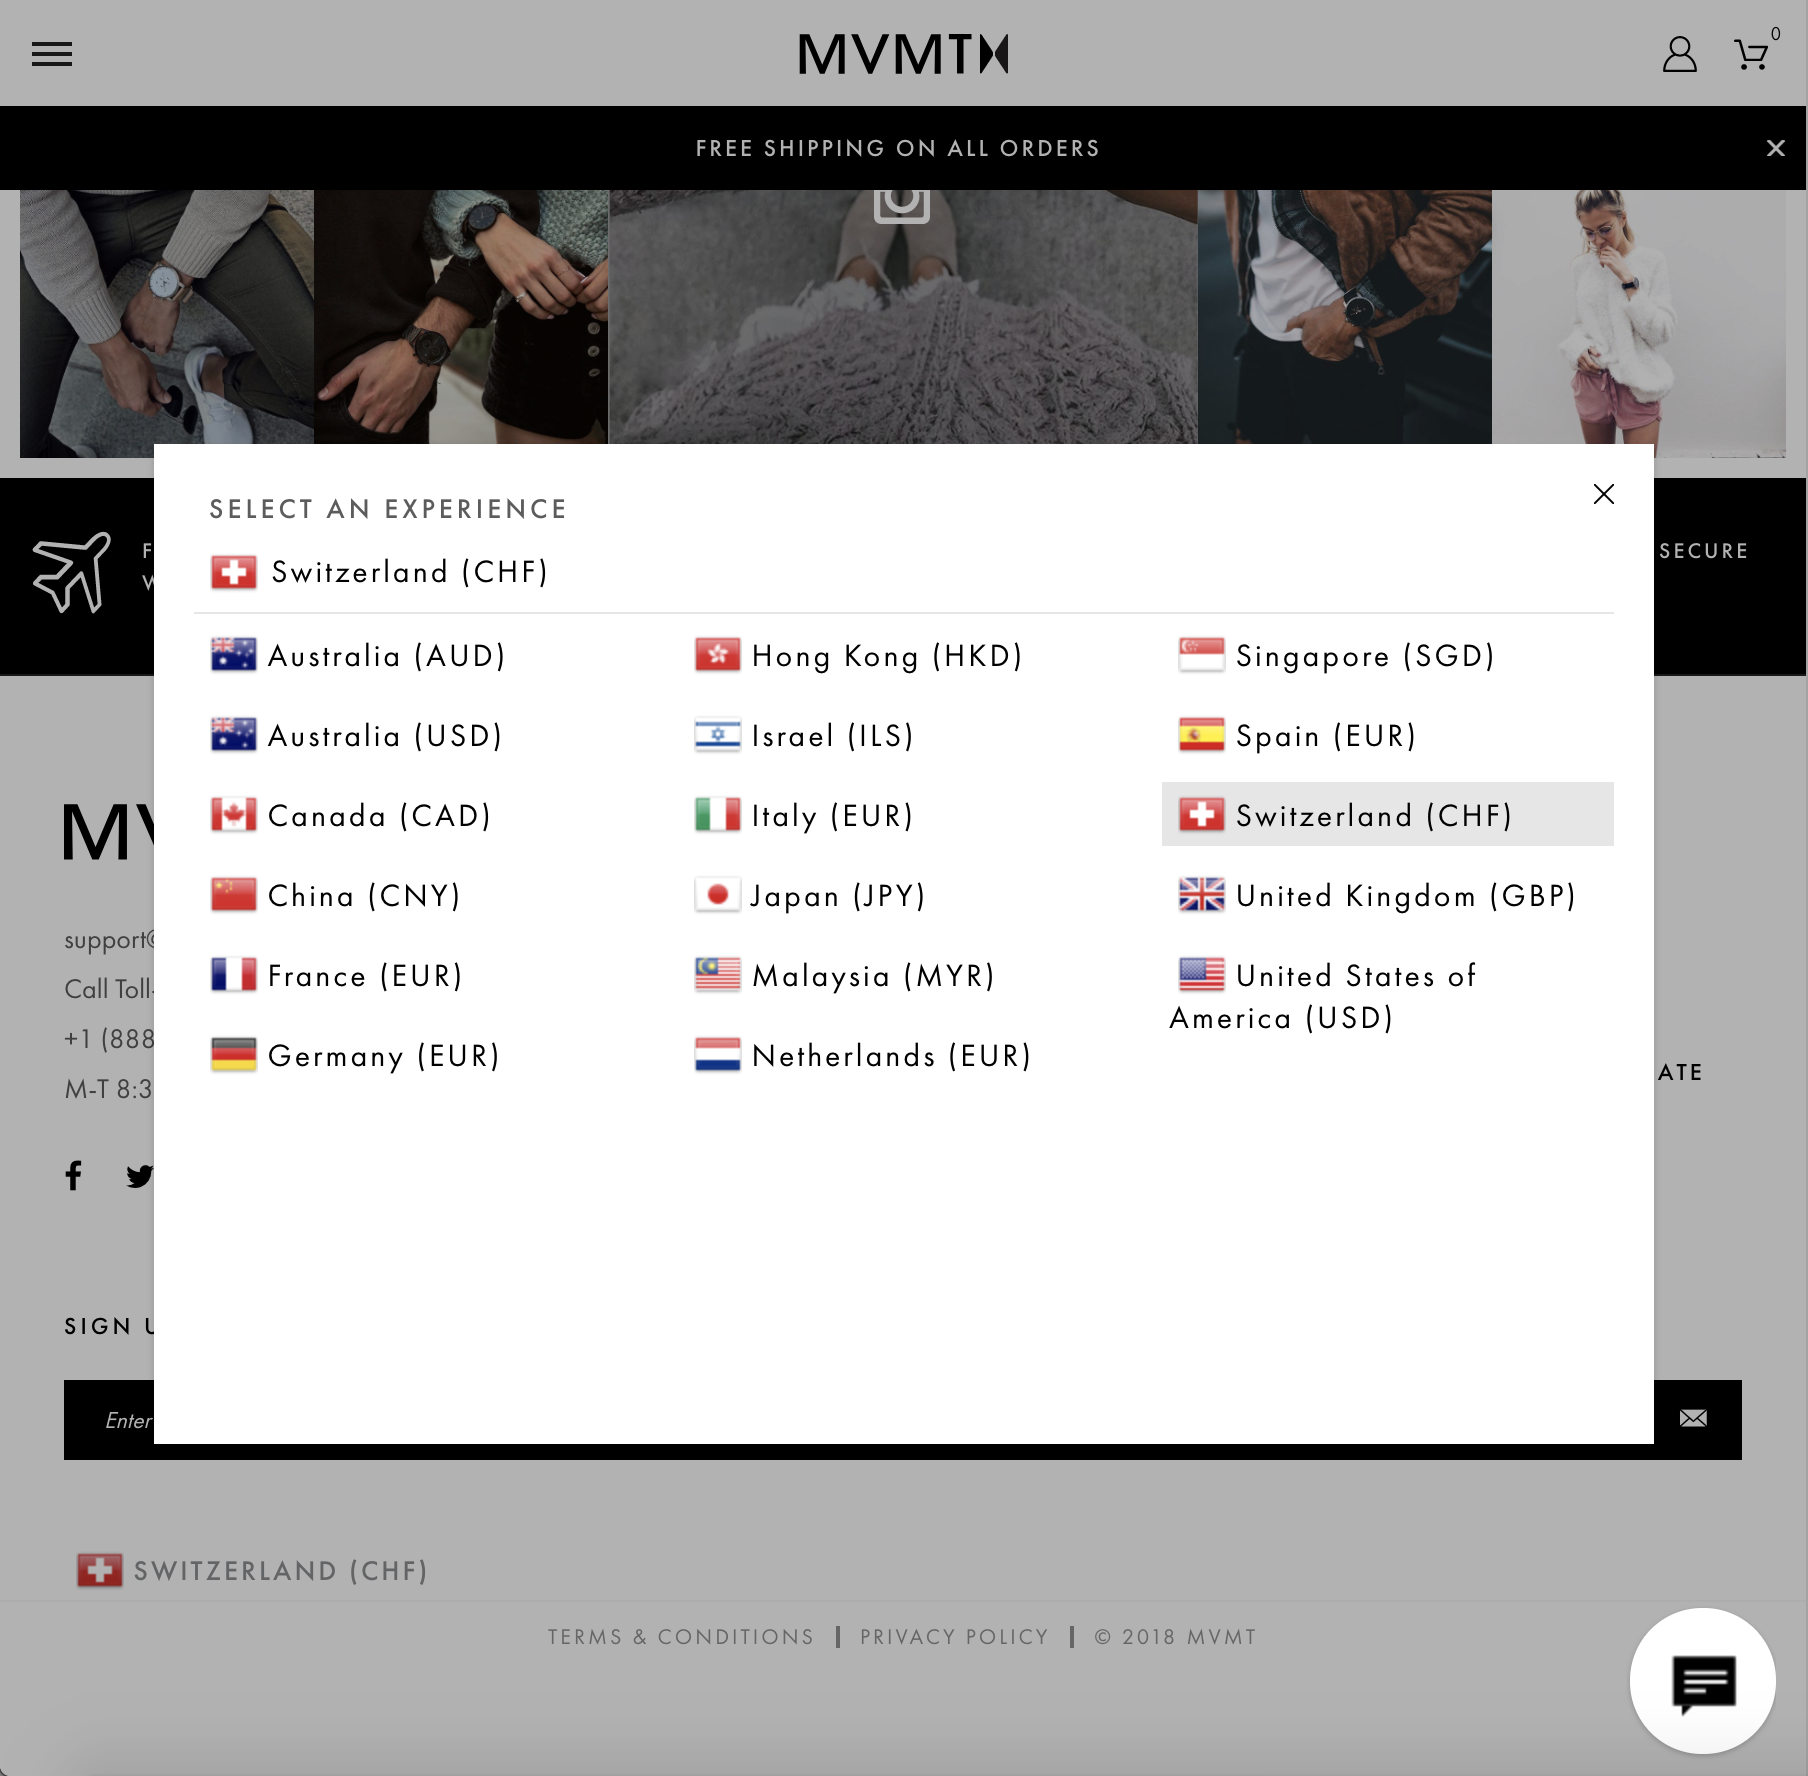 MVMT
0
FREE SHIPPING ON ALL ORDERS
SELECT AN EXPERIENCE
Switzerland (CHF)
Australia (AUD)
Australia (USD)
Canada (CAD)
China (CNY)
France (EUR)
Germany (EUR)
Hong Kong (HKD)
Israel (ILS)
Italy (EUR)
Japan (JPY)
Malaysia (MYR)
Netherlands (EUR)
Singapore (SGD)
Spain (EUR)
Switzerland (CHF)
United Kingdom (GBP)
United States of
America (USD)
SECURE
support@
Call Toll-
+1 (888
M-T 8:3
ATE
SIGN U
Enter
SWITZERLAND (CHF)
TERMS & CONDITIONS | PRIVACY POLICY | © 2018 MVMT